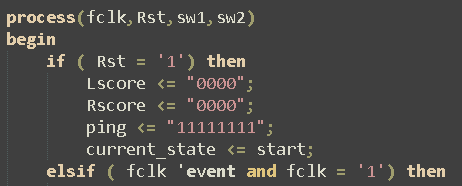 process(fclk,Rst,sw1,sw2)
begin
if ( Rst = '1') then
Lscore <= "0000";
Rscore <= "0000";
ping <= "11111111";
current_state <= start;
elsif ( fclk 'event and fclk = '1') then